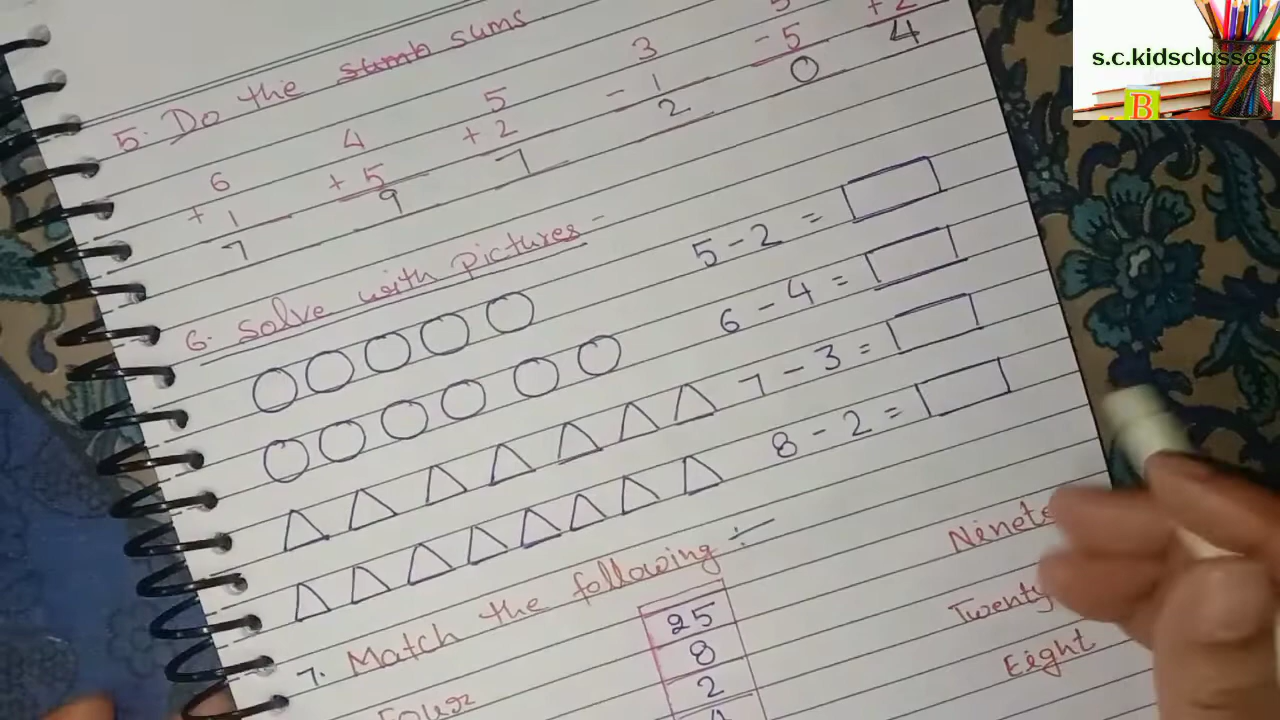 s.c.kidsclasses
B
5. Do the sumb sums
6 + 1 7
4 + 5 9
5 + 2 7
3 - 1 2
5 - 5 0
+ 2 4
6. Solve with pictures -
5 - 2 =
6 - 4 =
7 - 3 =
8 - 2 =
7. Match the following ÷
25
8
2
Four
Twenty
Eight